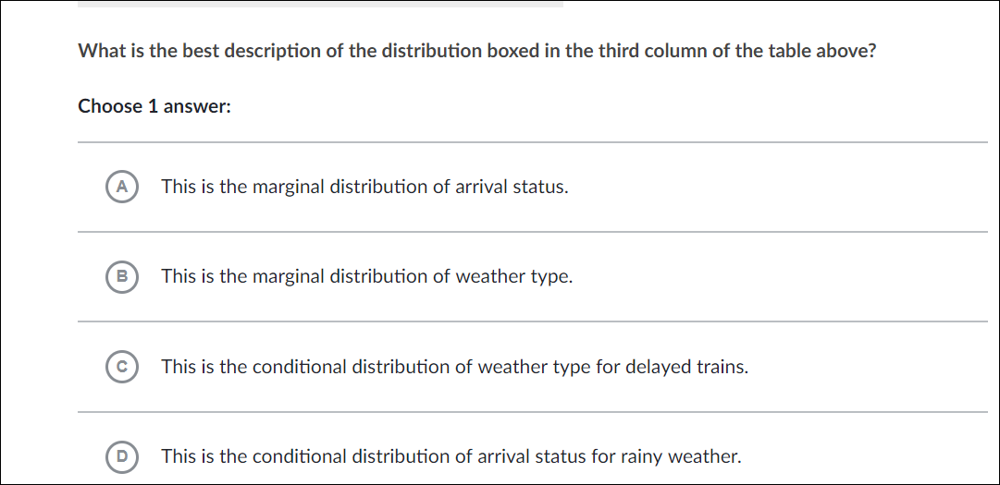 What is the best description of the distribution boxed in the third column of the table above?
Choose 1 answer:
A This is the marginal distribution of arrival status.
B This is the marginal distribution of weather type.
C This is the conditional distribution of weather type for delayed trains.
D This is the conditional distribution of arrival status for rainy weather.